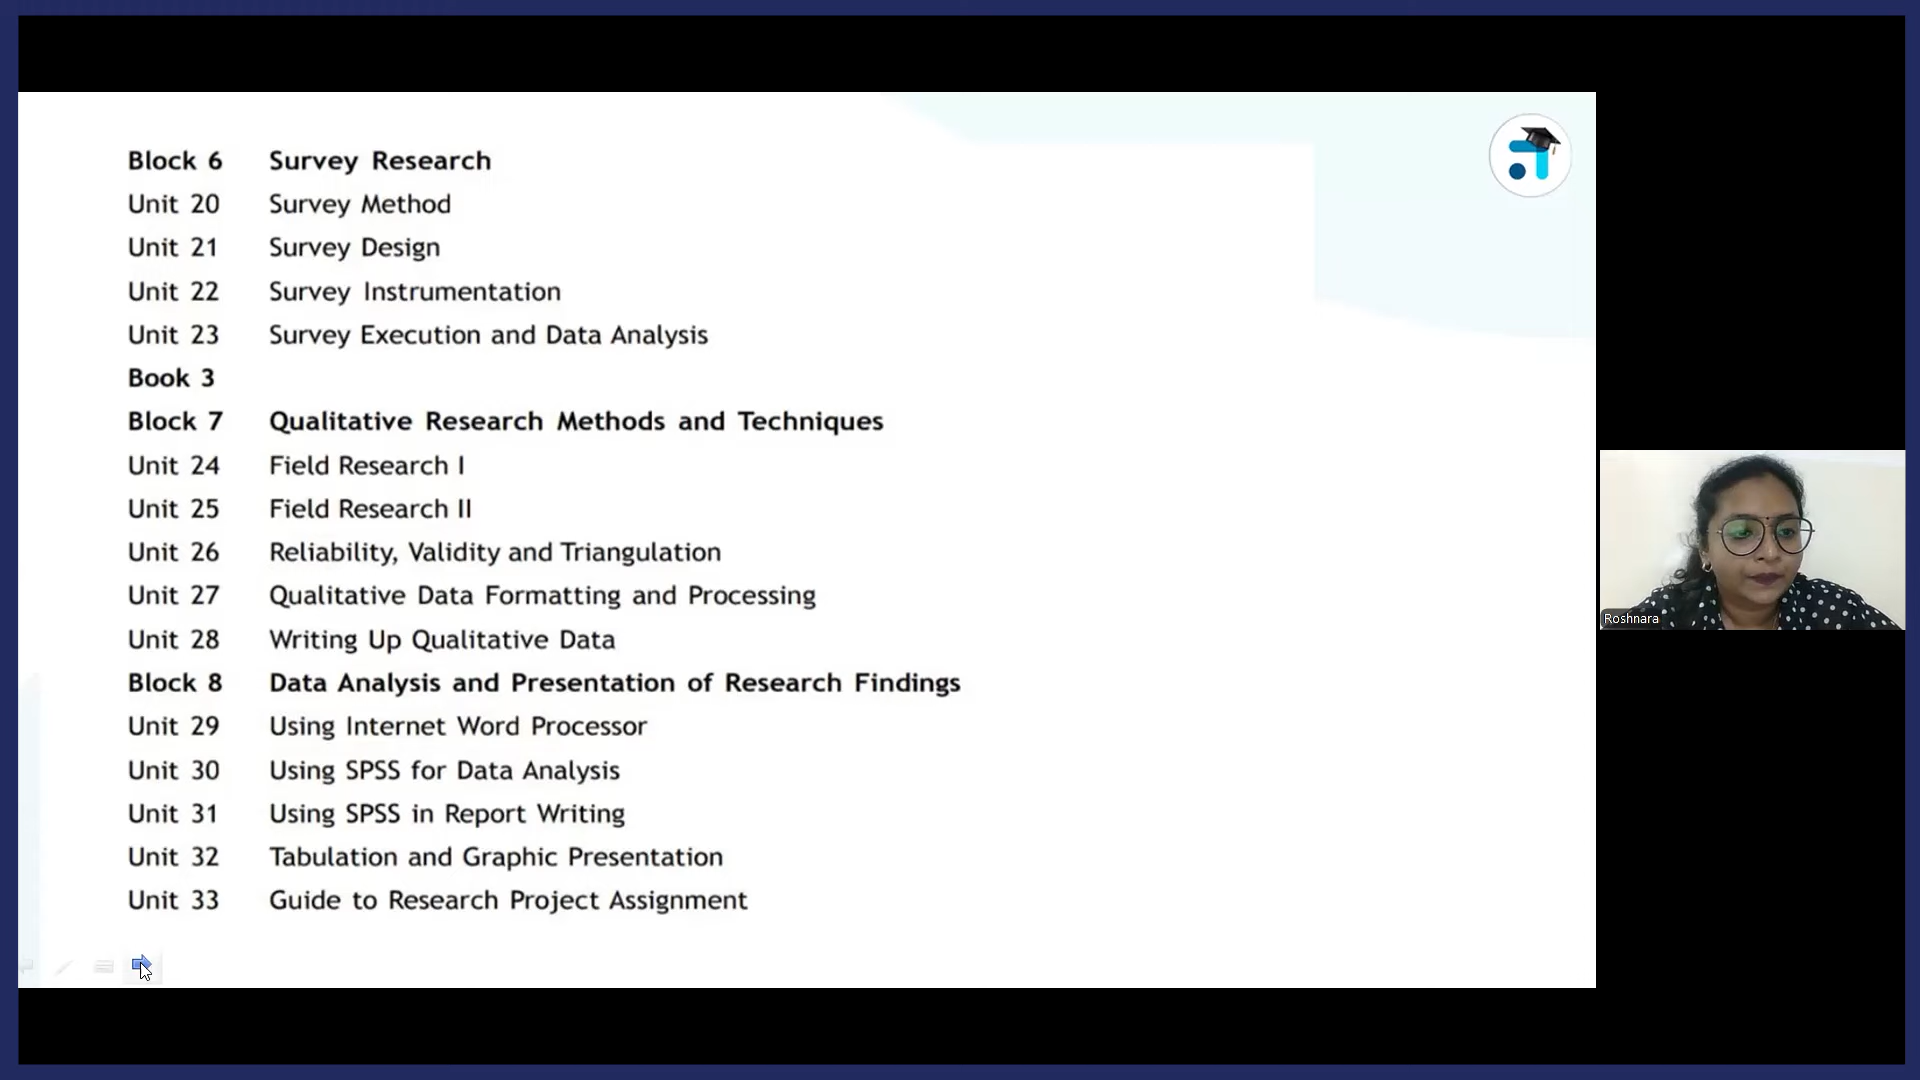 Block 6 Survey Research
Unit 20 Survey Method
Unit 21 Survey Design
Unit 22 Survey Instrumentation
Unit 23 Survey Execution and Data Analysis
Book 3
Block 7 Qualitative Research Methods and Techniques
Unit 24 Field Research I
Unit 25 Field Research II
Unit 26 Reliability, Validity and Triangulation
Unit 27 Qualitative Data Formatting and Processing
Unit 28 Writing Up Qualitative Data
Block 8 Data Analysis and Presentation of Research Findings
Unit 29 Using Internet Word Processor
Unit 30 Using SPSS for Data Analysis
Unit 31 Using SPSS in Report Writing
Unit 32 Tabulation and Graphic Presentation
Unit 33 Guide to Research Project Assignment
Roshnara